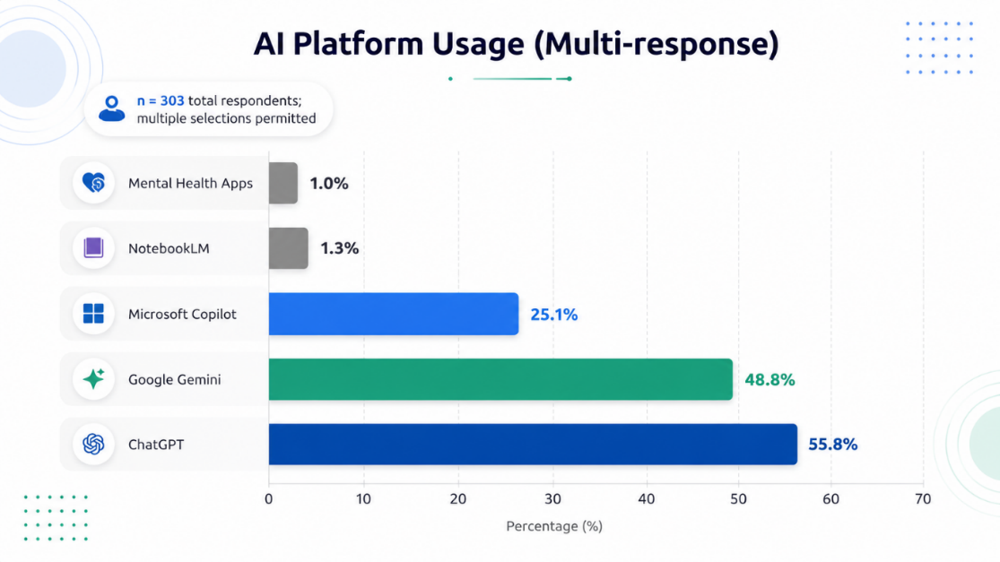 AI Platform Usage (Multi-response)
n = 303 total respondents;
multiple selections permitted
Mental Health Apps 1.0%
NotebookLM 1.3%
Microsoft Copilot 25.1%
Google Gemini 48.8%
ChatGPT 55.8%
0 10 20 30 40 50 60 70
Percentage (%)